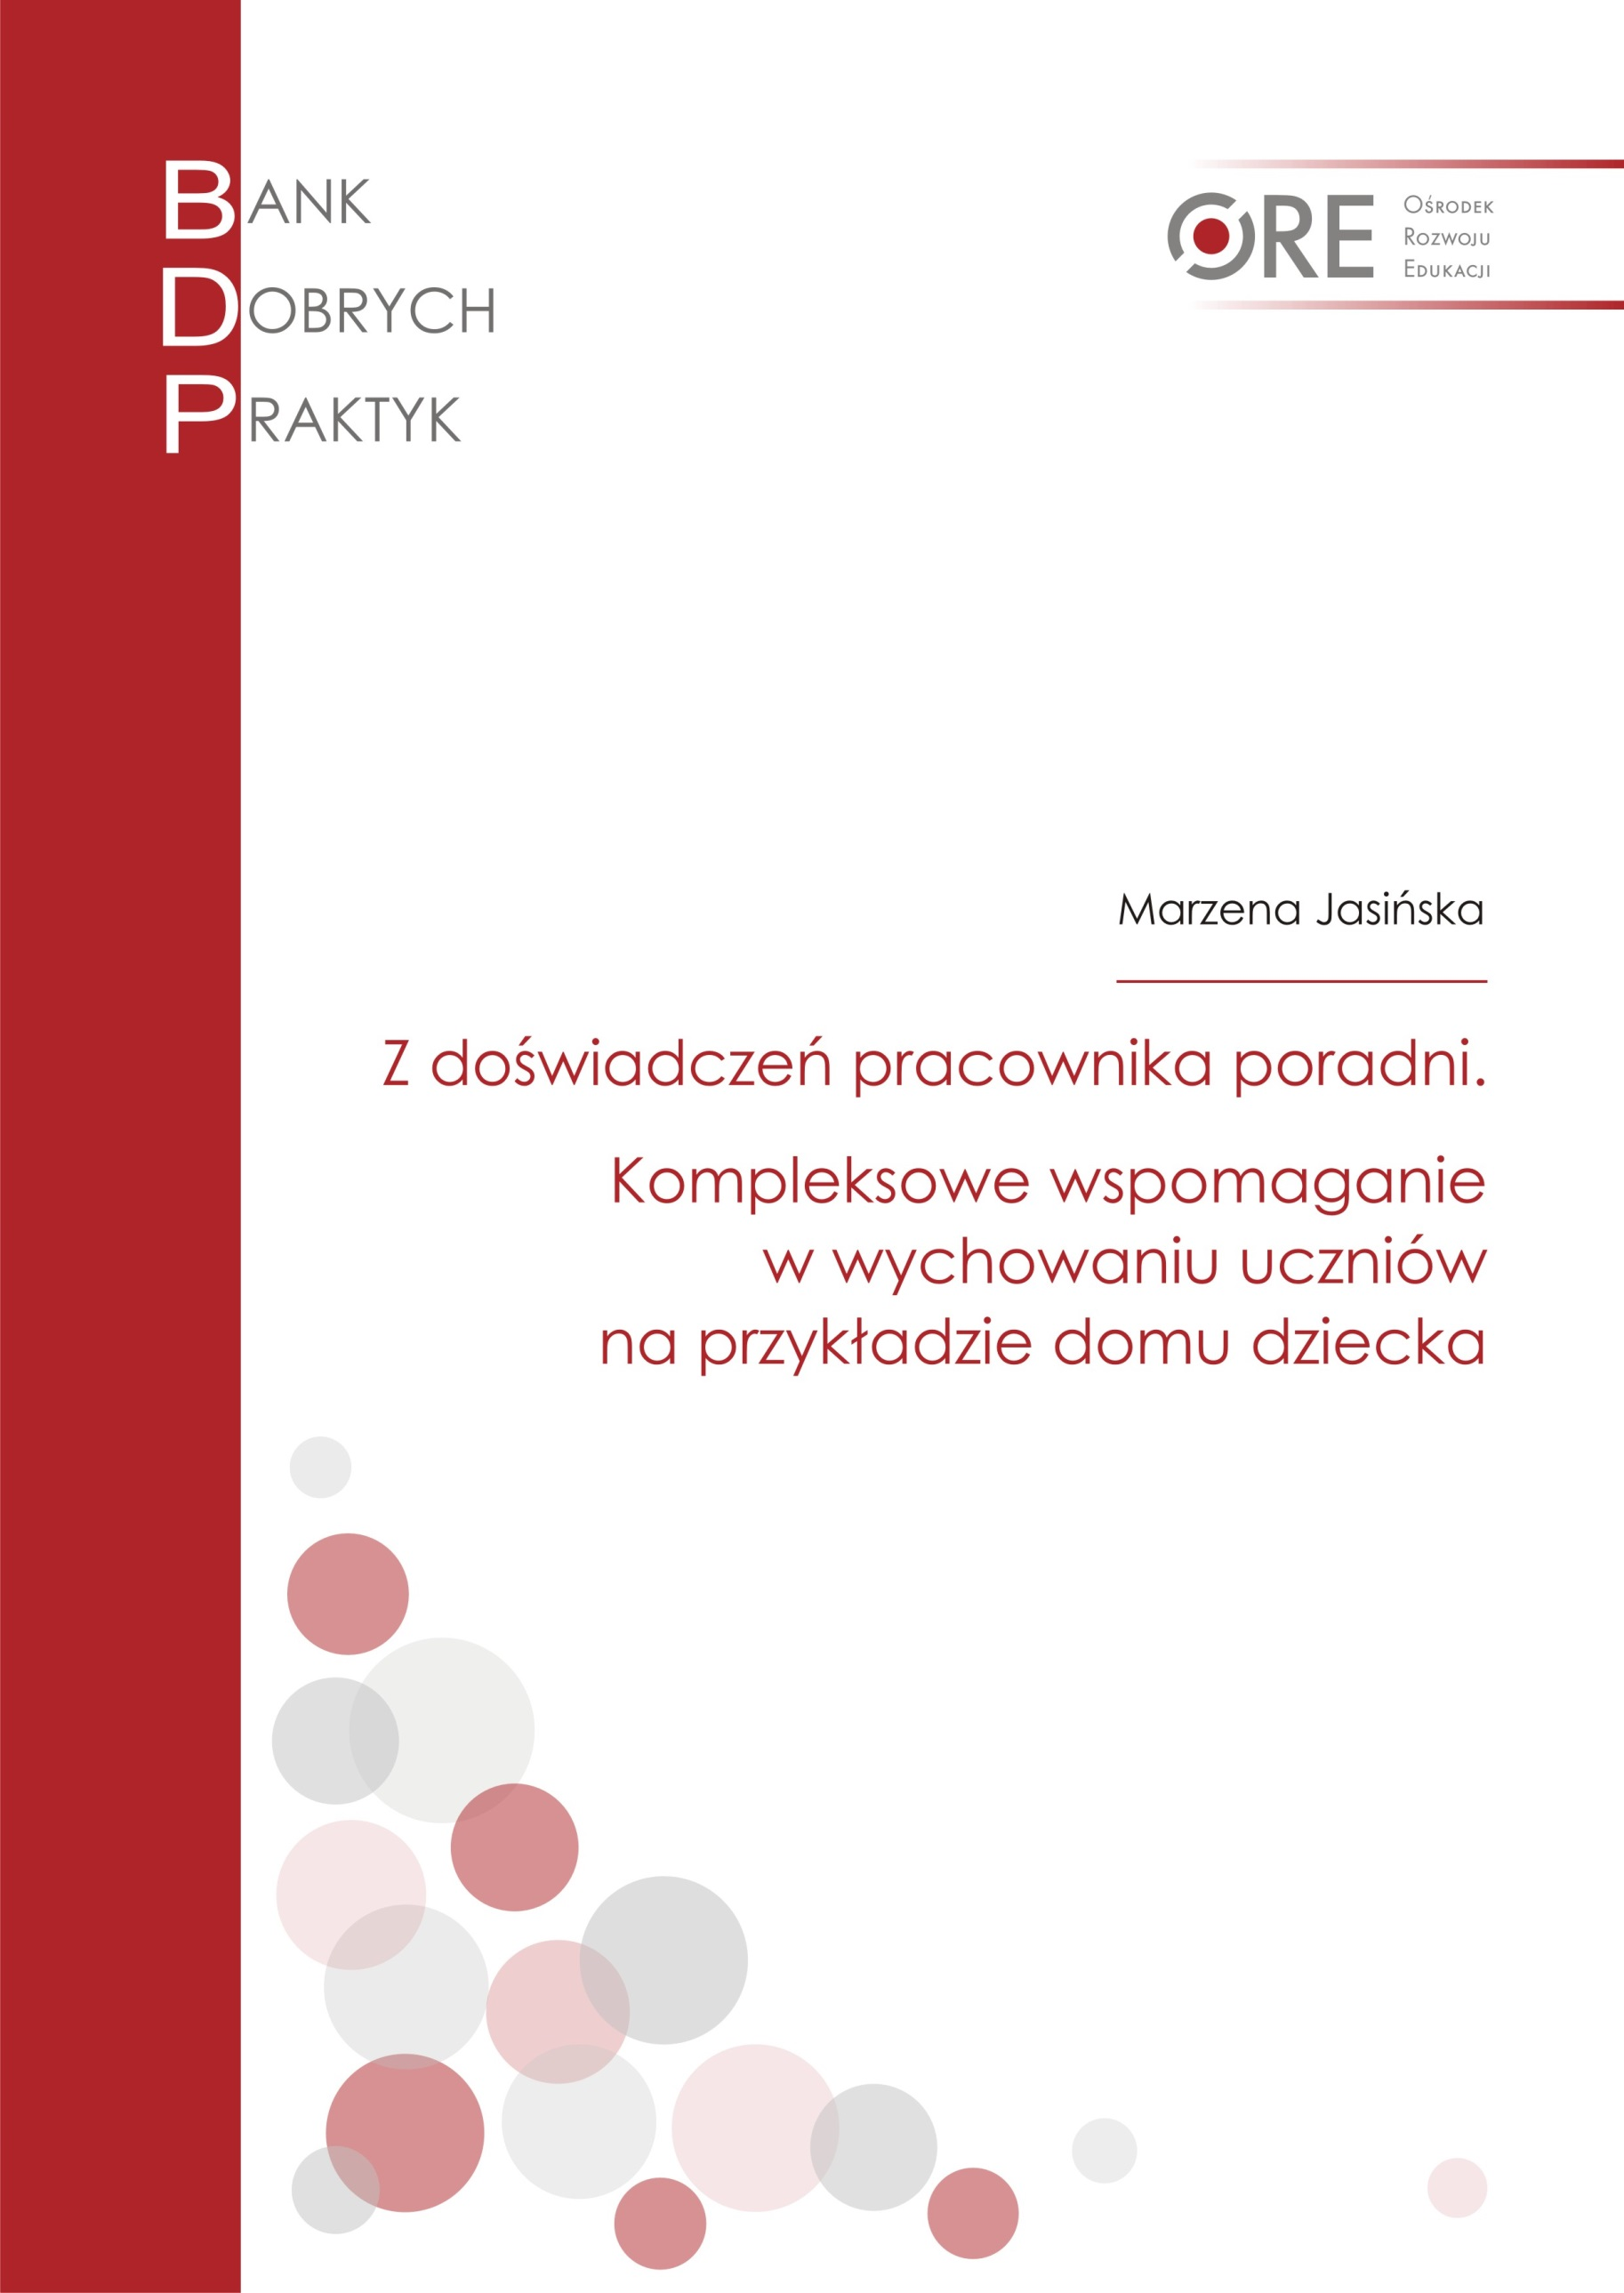 BANK
DOBRYCH
PRAKTYK
ORE
OŚRODEK
ROZWOJU
EDUKACJI
Marzena Jasińska
Z doświadczeń pracownika poradni.
Kompleksowe wspomaganie
w wychowaniu uczniów
na przykładzie domu dziecka